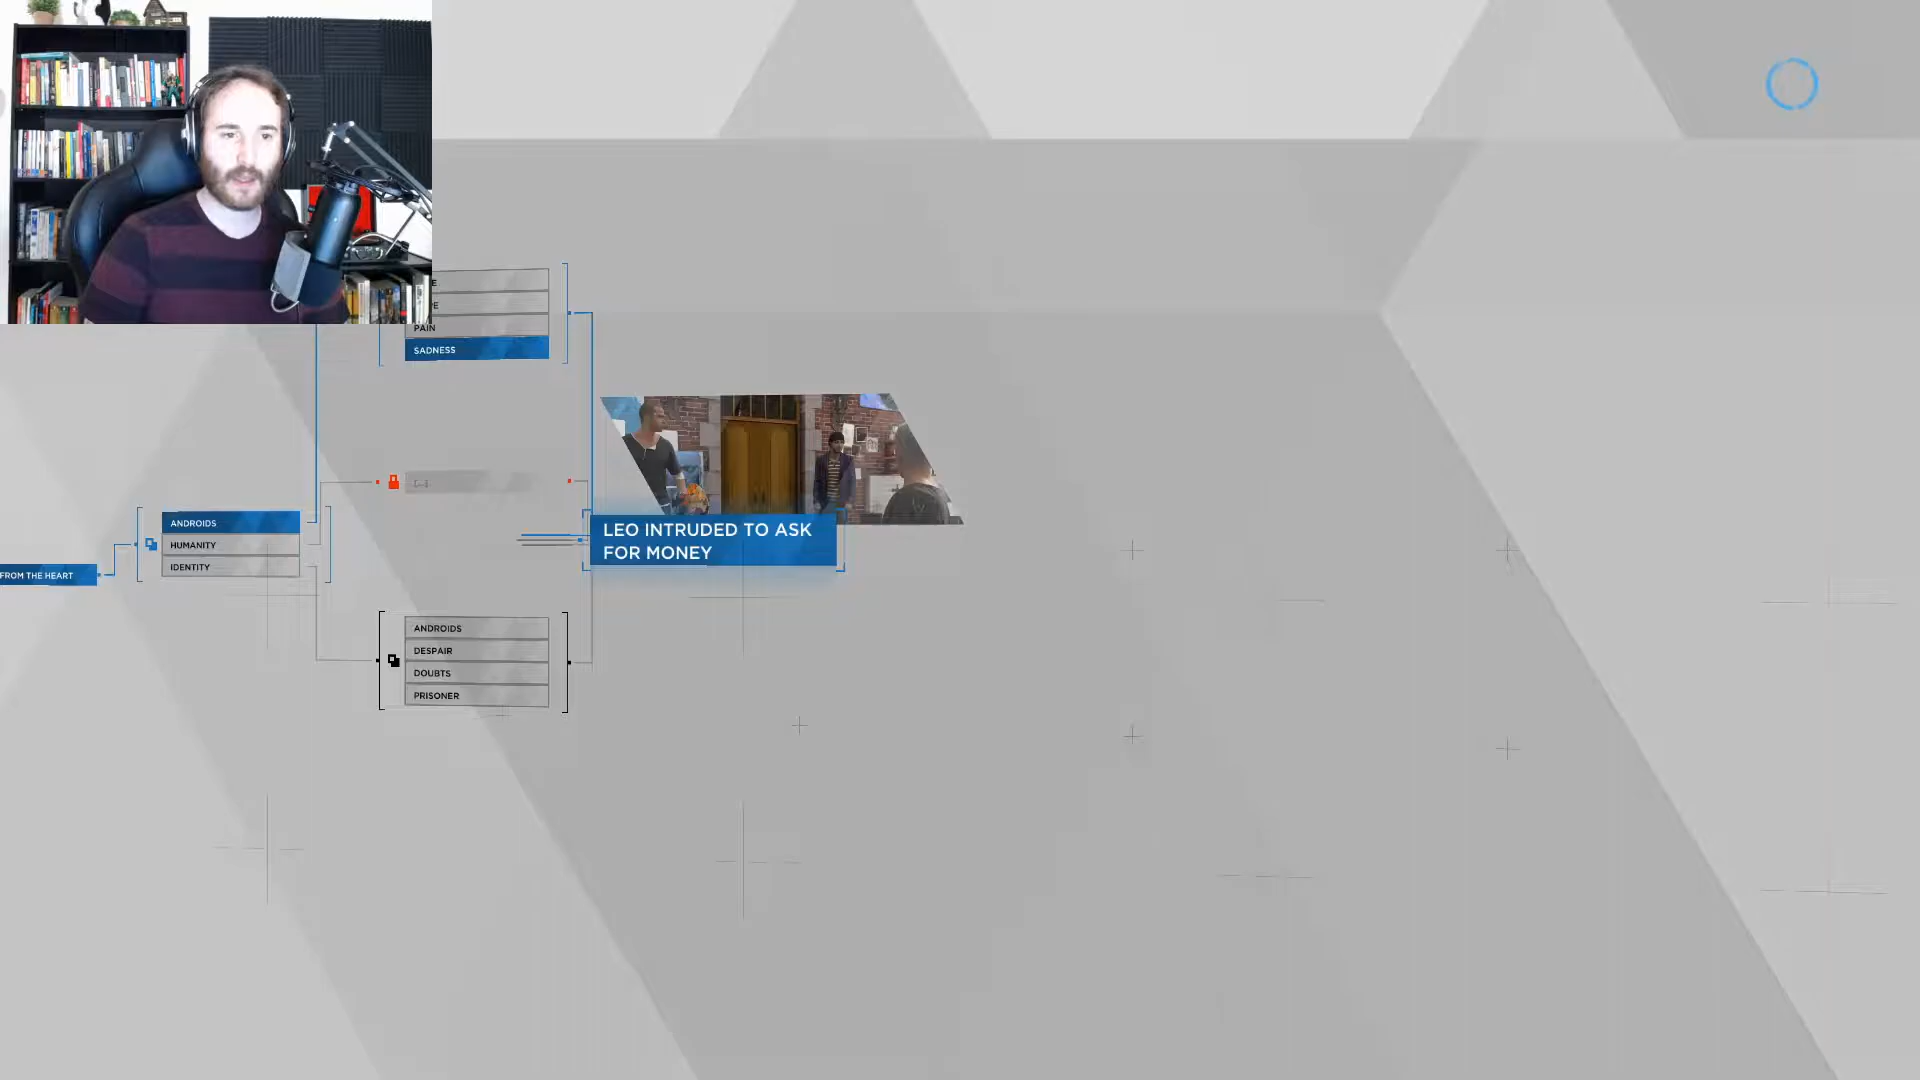 PAIN
SADNESS
[...]
ANDROIDS
HUMANITY
IDENTITY
FROM THE HEART
LEO INTRUDED TO ASK
FOR MONEY
ANDROIDS
DESPAIR
DOUBTS
PRISONER